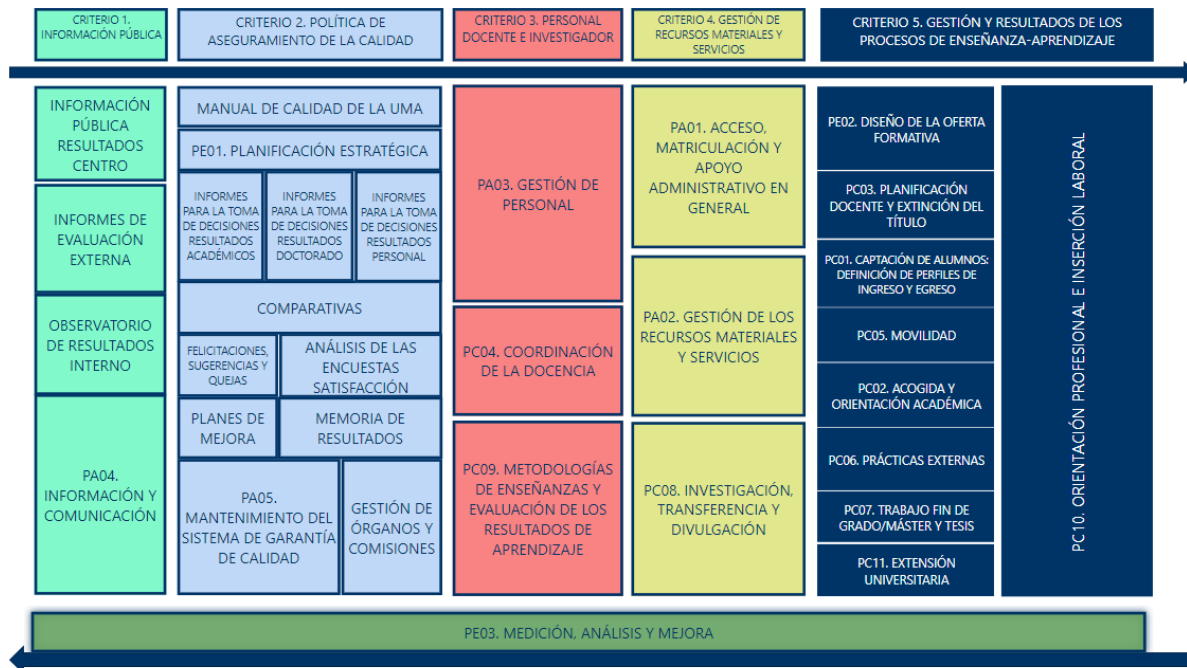 CRITERIO 1.
INFORMACIÓN PÚBLICA
CRITERIO 2. POLÍTICA DE
ASEGURAMIENTO DE LA CALIDAD
CRITERIO 3. PERSONAL
DOCENTE E INVESTIGADOR
CRITERIO 4. GESTIÓN DE
RECURSOS MATERIALES Y
SERVICIOS
CRITERIO 5. GESTIÓN Y RESULTADOS DE LOS
PROCESOS DE ENSEÑANZA-APRENDIZAJE
INFORMACIÓN
PÚBLICA
RESULTADOS
CENTRO
INFORMES DE
EVALUACIÓN
EXTERNA
OBSERVATORIO
DE RESULTADOS
INTERNO
PA04.
INFORMACIÓN Y
COMUNICACIÓN
MANUAL DE CALIDAD DE LA UMA
PE01. PLANIFICACIÓN ESTRATÉGICA
INFORMES
PARA LA TOMA
DE DECISIONES
RESULTADOS
ACADÉMICOS
INFORMES
PARA LA TOMA
DE DECISIONES
RESULTADOS
DOCTORADO
INFORMES
PARA LA TOMA
DE DECISIONES
RESULTADOS
PERSONAL
COMPARATIVAS
FELICITACIONES,
SUGERENCIAS Y
QUEJAS
ANÁLISIS DE LAS
ENCUESTAS
SATISFACCIÓN
PLANES DE
MEJORA
MEMORIA DE
RESULTADOS
PA05.
MANTENIMIENTO DEL
SISTEMA DE GARANTÍA
DE CALIDAD
GESTIÓN DE
ÓRGANOS Y
COMISIONES
PA03. GESTIÓN DE
PERSONAL
PC04. COORDINACIÓN
DE LA DOCENCIA
PC09. METODOLOGÍAS
DE ENSEÑANZAS Y
EVALUACIÓN DE LOS
RESULTADOS DE
APRENDIZAJE
PA01. ACCESO,
MATRICULACIÓN Y
APOYO
ADMINISTRATIVO EN
GENERAL
PA02. GESTIÓN DE LOS
RECURSOS MATERIALES
Y SERVICIOS
PC08. INVESTIGACIÓN,
TRANSFERENCIA Y
DIVULGACIÓN
PE02. DISEÑO DE LA OFERTA
FORMATIVA
PC03. PLANIFICACIÓN
DOCENTE Y EXTINCIÓN DEL
TÍTULO
PC01. CAPTACIÓN DE ALUMNOS:
DEFINICIÓN DE PERFILES DE
INGRESO Y EGRESO
PC05. MOVILIDAD
PC02. ACOGIDA Y
ORIENTACIÓN ACADÉMICA
PC06. PRÁCTICAS EXTERNAS
PC07. TRABAJO FIN DE
GRADO/MÁSTER Y TESIS
PC11. EXTENSIÓN
UNIVERSITARIA
PC10. ORIENTACIÓN PROFESIONAL E INSERCIÓN LABORAL
PE03. MEDICIÓN, ANÁLISIS Y MEJORA